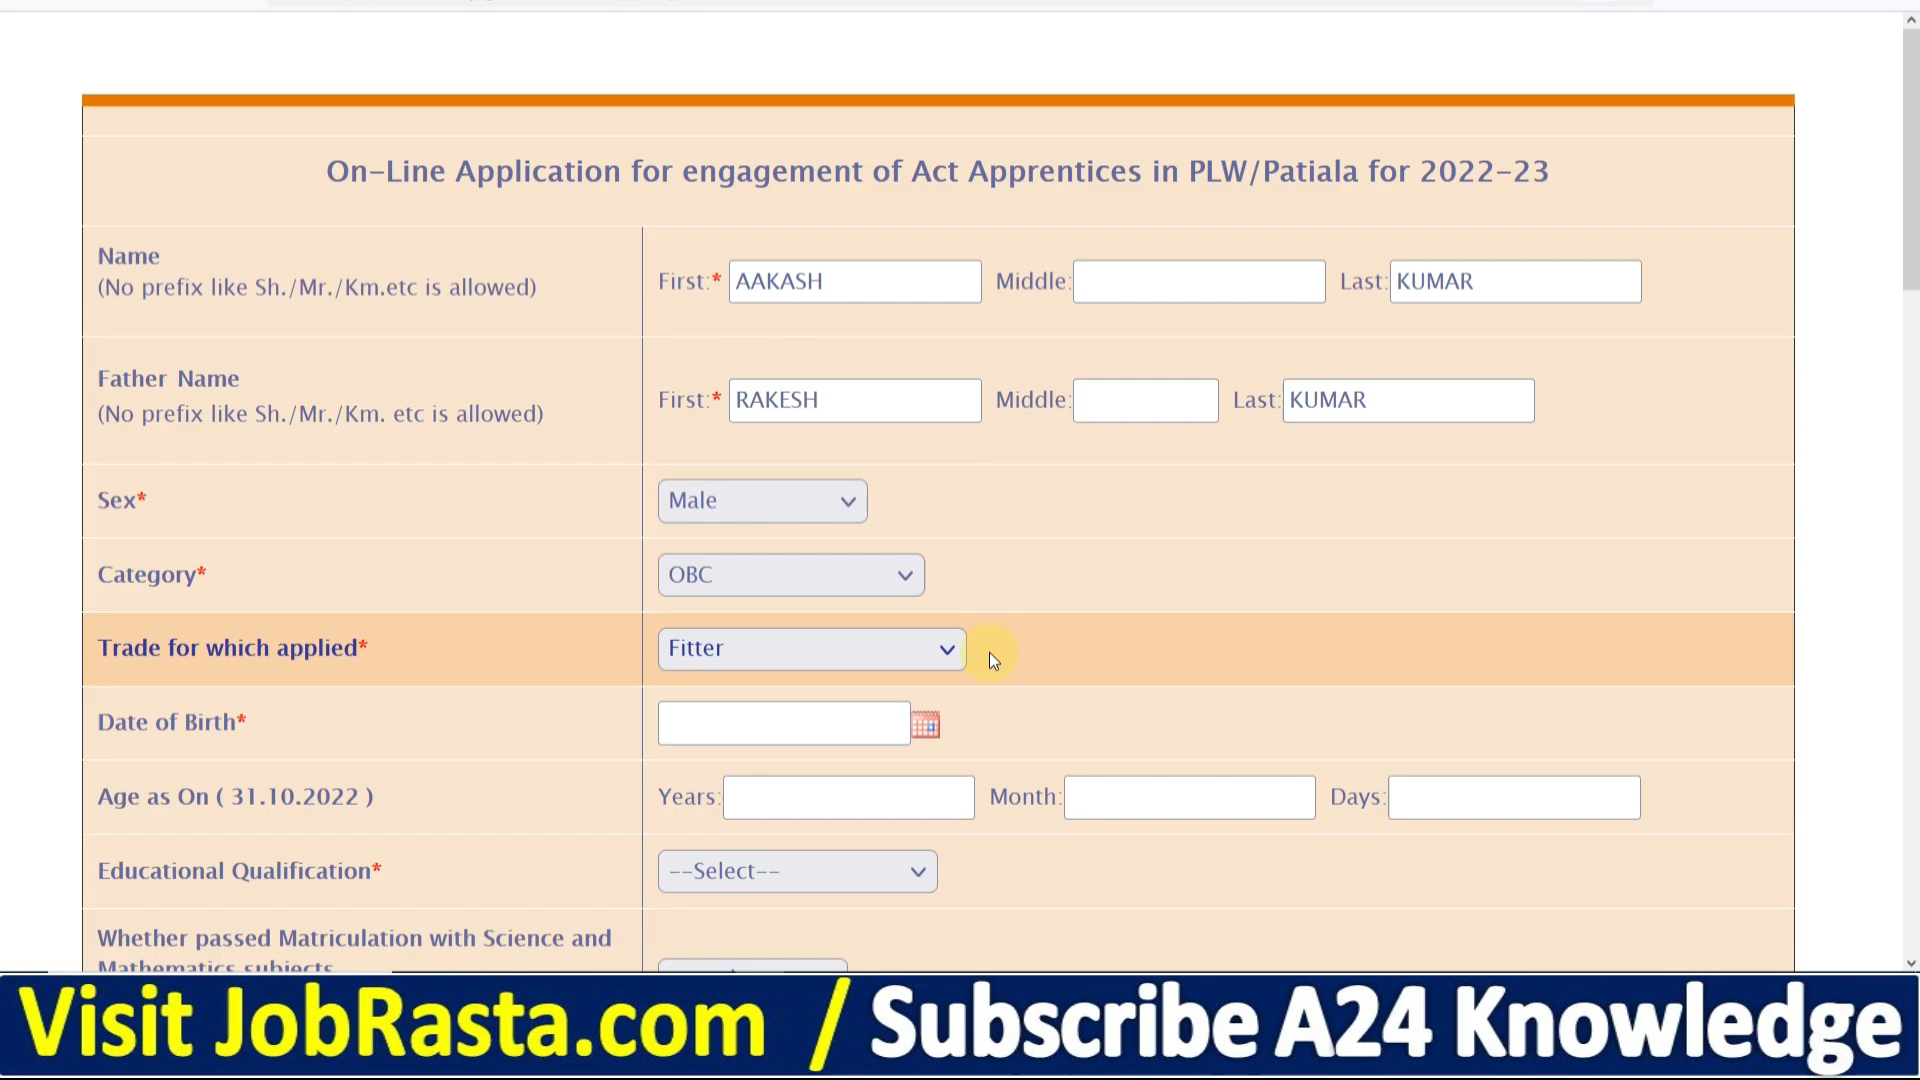 On-Line Application for engagement of Act Apprentices in PLW/Patiala for 2022-23
Name
(No prefix like Sh./Mr./Km.etc is allowed)
First:* AAKASH Middle: Last: KUMAR
Father Name
(No prefix like Sh./Mr./Km. etc is allowed)
First:* RAKESH Middle: Last: KUMAR
Sex* Male
Category* OBC
Trade for which applied* Fitter
Date of Birth*
Age as On ( 31.10.2022 ) Years: Month: Days:
Educational Qualification* --Select--
Whether passed Matriculation with Science and
Mathematics subjects
Visit JobRasta.com / Subscribe A24 Knowledge